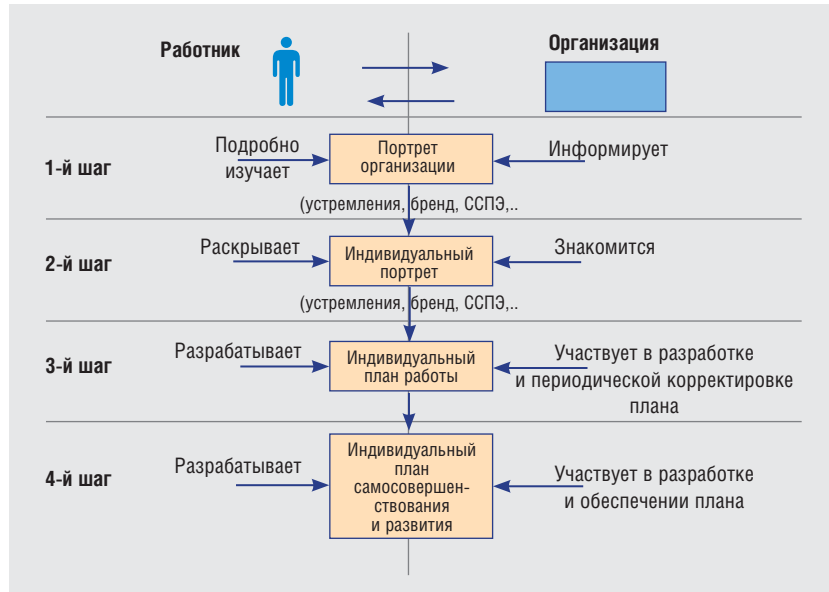 Работник
Организация
1-й шаг
Подробно
изучает
Портрет
организации
Информирует
(устремления, бренд, ССПЭ,..
2-й шаг
Раскрывает
Индивидуальный
портрет
Знакомится
(устремления, бренд, ССПЭ,..
3-й шаг
Разрабатывает
Индивидуальный
план работы
Участвует в разработке
и периодической корректировке
плана
4-й шаг
Разрабатывает
Индивидуальный
план
самосовершен-
ствования
и развития
Участвует в разработке
и обеспечении плана